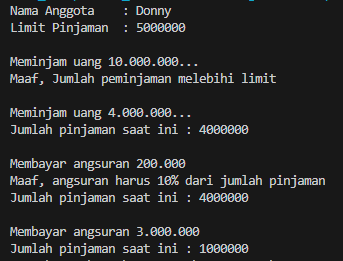 Nama Anggota    : Donny
Limit Pinjaman  : 5000000
Meminjam uang 10.000.000...
Maaf, Jumlah peminjaman melebihi limit
Meminjam uang 4.000.000...
Jumlah pinjaman saat ini : 4000000
Membayar angsuran 200.000
Maaf, angsuran harus 10% dari jumlah pinjaman
Jumlah pinjaman saat ini : 4000000
Membayar angsuran 3.000.000
Jumlah pinjaman saat ini : 1000000